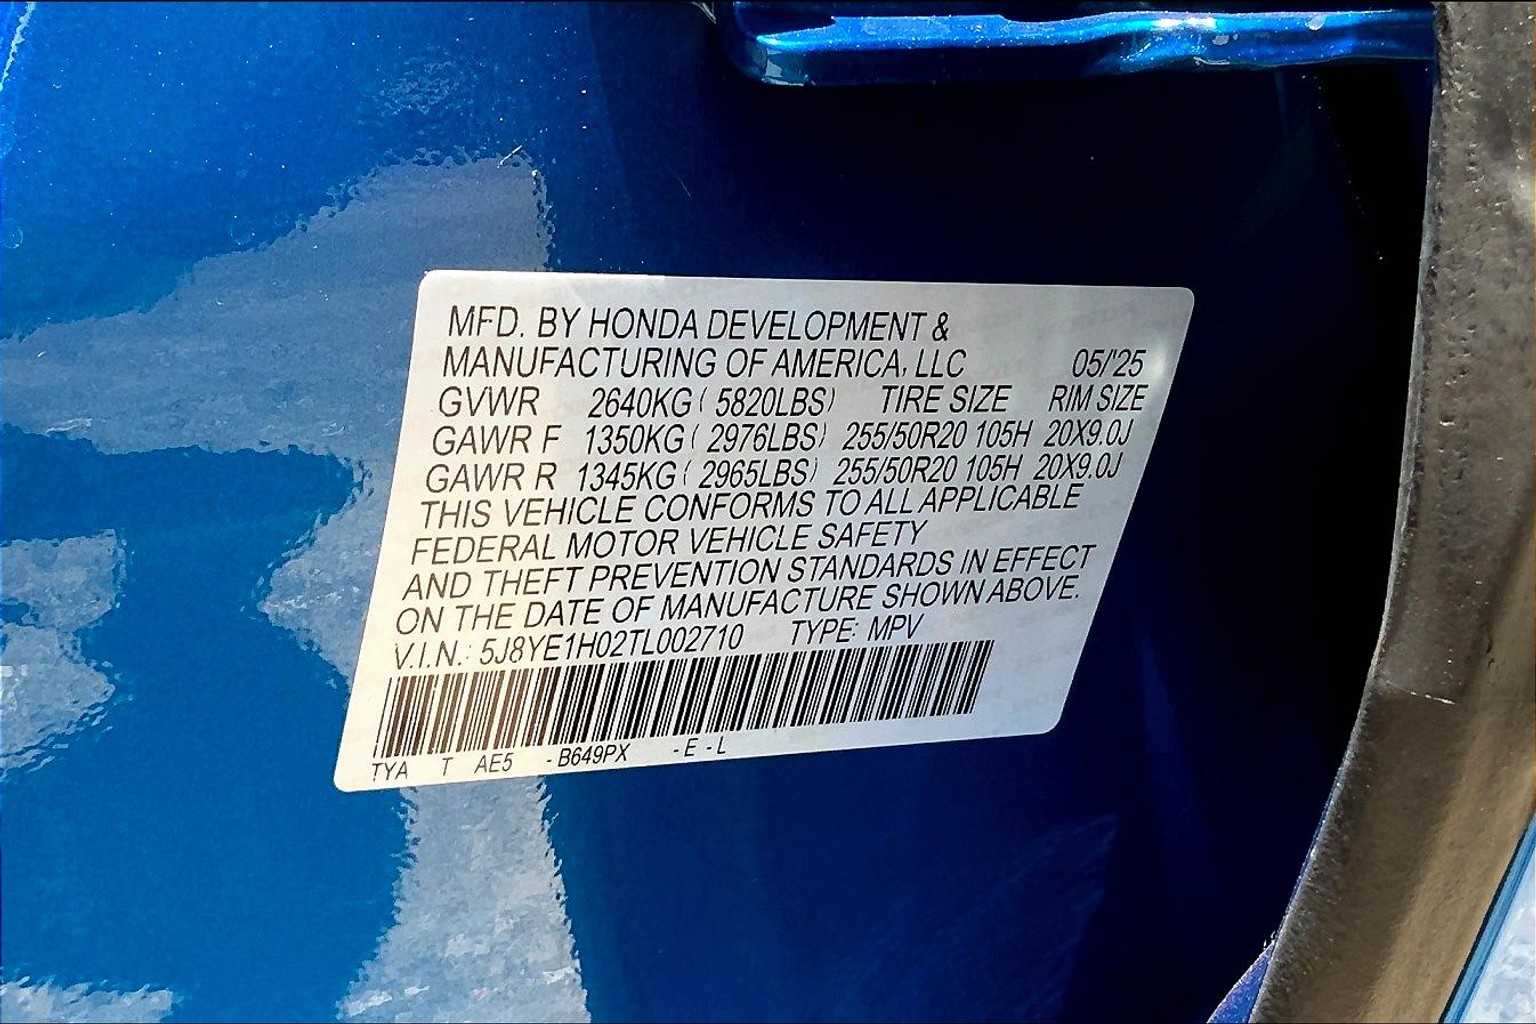 MFD. BY HONDA DEVELOPMENT &
MANUFACTURING OF AMERICA, LLC 05/'25
GVWR 2640KG ( 5820LBS) TIRE SIZE RIM SIZE
GAWR F 1350KG ( 2976LBS) 255/50R20 105H 20X9.0J
GAWR R 1345KG ( 2965LBS) 255/50R20 105H 20X9.0J
THIS VEHICLE CONFORMS TO ALL APPLICABLE
FEDERAL MOTOR VEHICLE SAFETY
AND THEFT PREVENTION STANDARDS IN EFFECT
ON THE DATE OF MANUFACTURE SHOWN ABOVE.
V.I.N.: 5J8YE1H02TL002710 TYPE: MPV
TYA T AE5 - B649PX - E - L